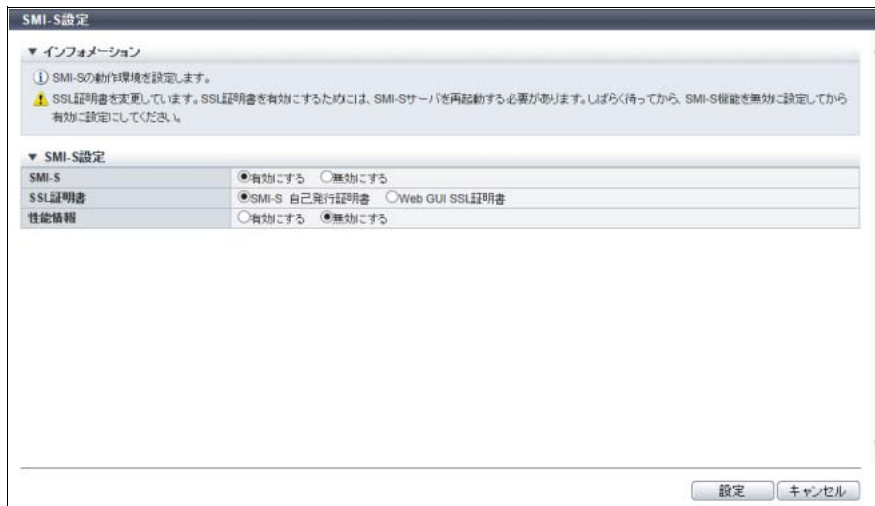 SMI-S設定
▼ インフォメーション
SMI-Sの動作環境を設定します。
SSL証明書を変更しています。SSL証明書を有効にするためには、SMI-Sサーバを再起動する必要があります。しばらく待ってから、SMI-S機能を無効に設定してから
有効に設定にしてください。
▼ SMI-S設定
SMI-S ◉有効にする ○無効にする
SSL証明書 ◉SMI-S 自己発行証明書 ○Web GUI SSL証明書
性能情報 ○有効にする ◉無効にする
設定 キャンセル